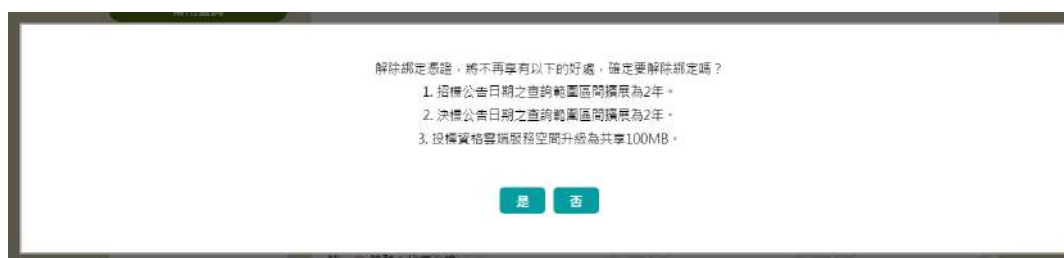 解除綁定憑證，將不再享有以下的好處，確定要解除綁定嗎？
1. 招標公告日期之查詢範圍區間擴展為2年。
2. 決標公告日期之查詢範圍區間擴展為2年。
3. 投標資格雲端服務空間升級為共享100MB。
是 否